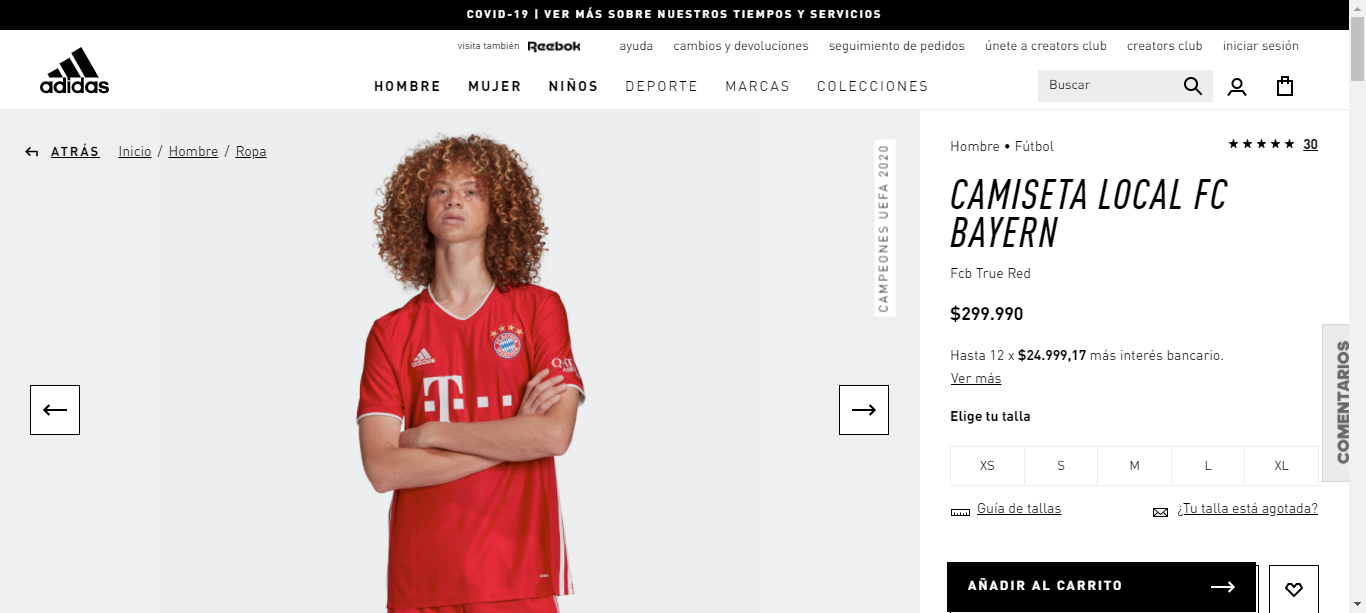 COVID-19 | VER MÁS SOBRE NUESTROS TIEMPOS Y SERVICIOS
visita también Reebok ayuda cambios y devoluciones seguimiento de pedidos únete a creators club creators club iniciar sesión
adidas
HOMBRE MUJER NIÑOS DEPORTE MARCAS COLECCIONES
Buscar
ATRÁS Inicio / Hombre / Ropa
CAMPEONES UEFA 2020
adidas
T
Hombre • Fútbol
30
CAMISETA LOCAL FC
BAYERN
Fcb True Red
$299.990
Hasta 12 x $24.999,17 más interés bancario.
Ver más
Elige tu talla
XS S M L XL
Guía de tallas
¿Tu talla está agotada?
AÑADIR AL CARRITO
COMENTARIOS